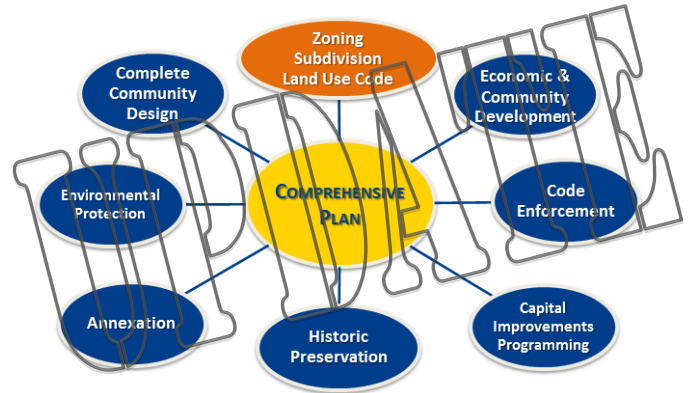 Zoning
Subdivision
Land Use Code
Complete
Community
Design
Economic &
Community
Development
Environmental
Protection
COMPREHENSIVE
PLAN
Code
Enforcement
Annexation
Historic
Preservation
Capital
Improvements
Programming
UPDATE